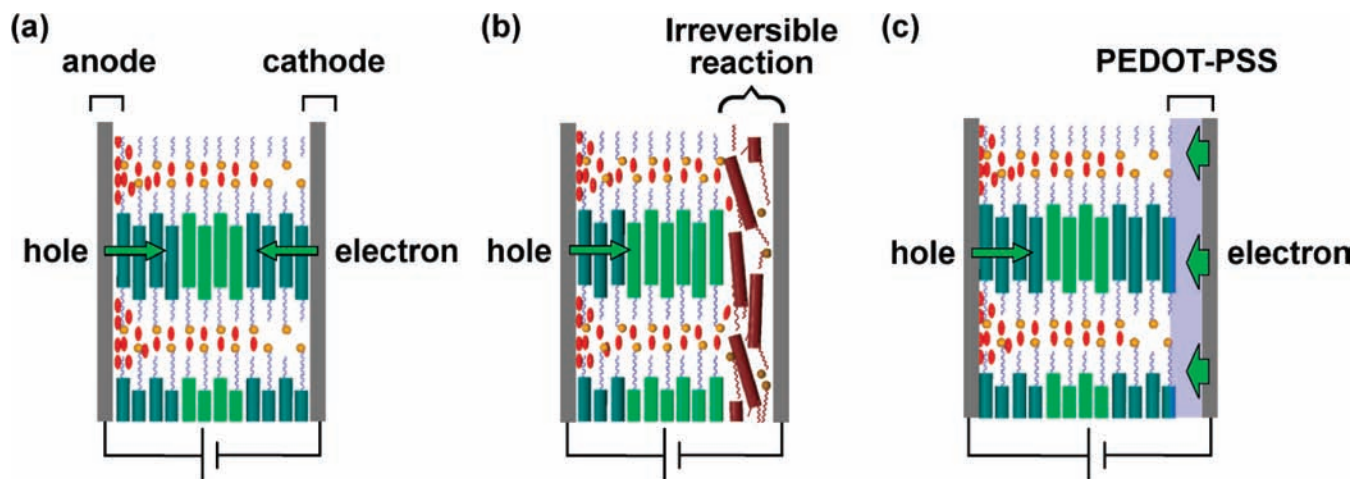 (a)
anode
cathode
hole
electron
(b)
Irreversible
reaction
hole
(c)
PEDOT-PSS
hole
electron